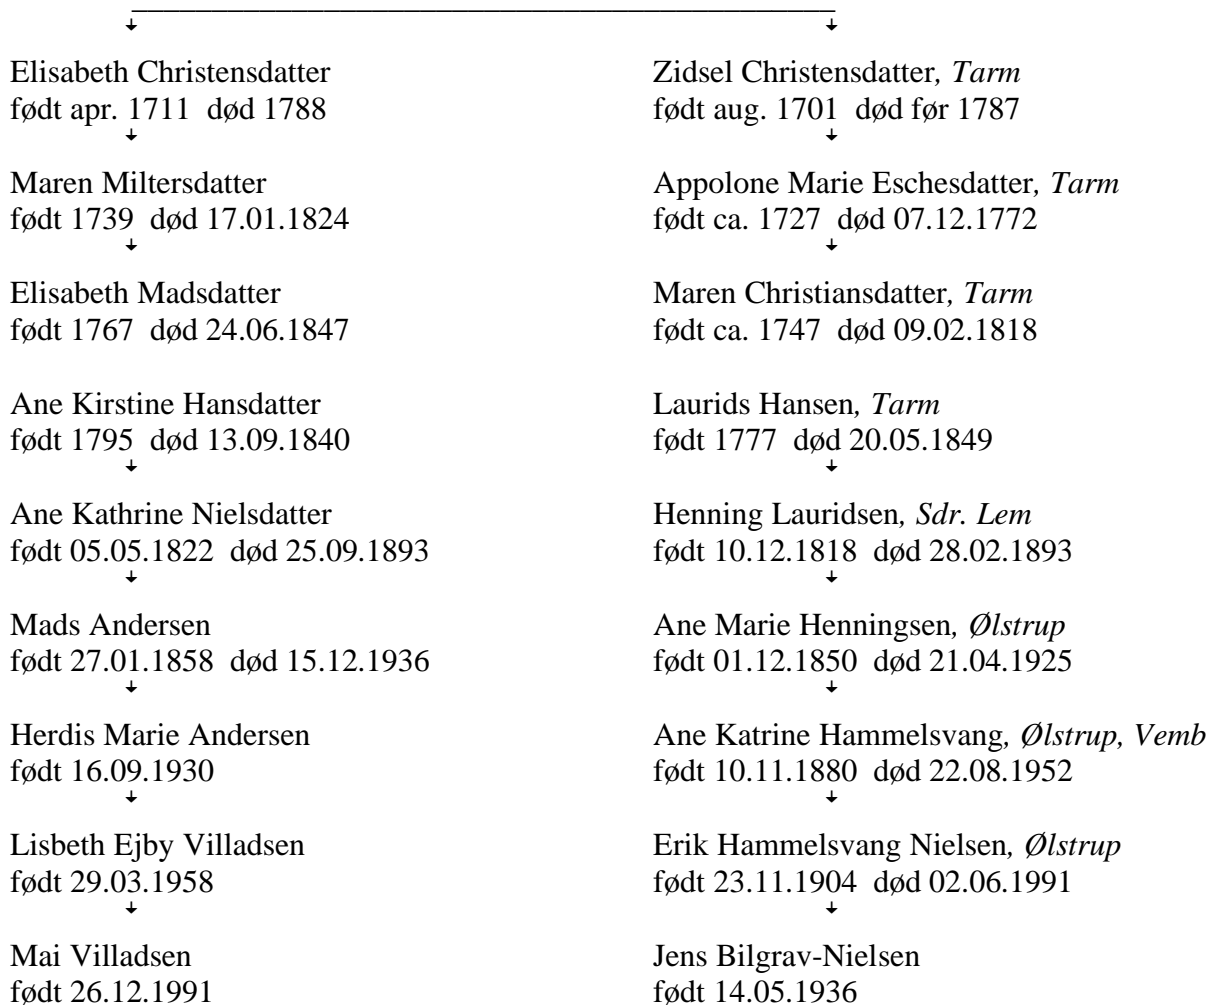 Elisabeth Christensdatter
født apr. 1711  død 1788
Maren Miltersdatter
født 1739  død 17.01.1824
Elisabeth Madsdatter
født 1767  død 24.06.1847
Ane Kirstine Hansdatter
født 1795  død 13.09.1840
Ane Kathrine Nielsdatter
født 05.05.1822  død 25.09.1893
Mads Andersen
født 27.01.1858  død 15.12.1936
Herdis Marie Andersen
født 16.09.1930
Lisbeth Ejby Villadsen
født 29.03.1958
Mai Villadsen
født 26.12.1991
Zidsel Christensdatter, Tarm
født aug. 1701  død før 1787
Appolone Marie Eschesdatter, Tarm
født ca. 1727  død 07.12.1772
Maren Christiansdatter, Tarm
født ca. 1747  død 09.02.1818
Laurids Hansen, Tarm
født 1777  død 20.05.1849
Henning Lauridsen, Sdr. Lem
født 10.12.1818  død 28.02.1893
Ane Marie Henningsen, Ølstrup
født 01.12.1850  død 21.04.1925
Ane Katrine Hammelsvang, Ølstrup, Vemb
født 10.11.1880  død 22.08.1952
Erik Hammelsvang Nielsen, Ølstrup
født 23.11.1904  død 02.06.1991
Jens Bilgrav-Nielsen
født 14.05.1936